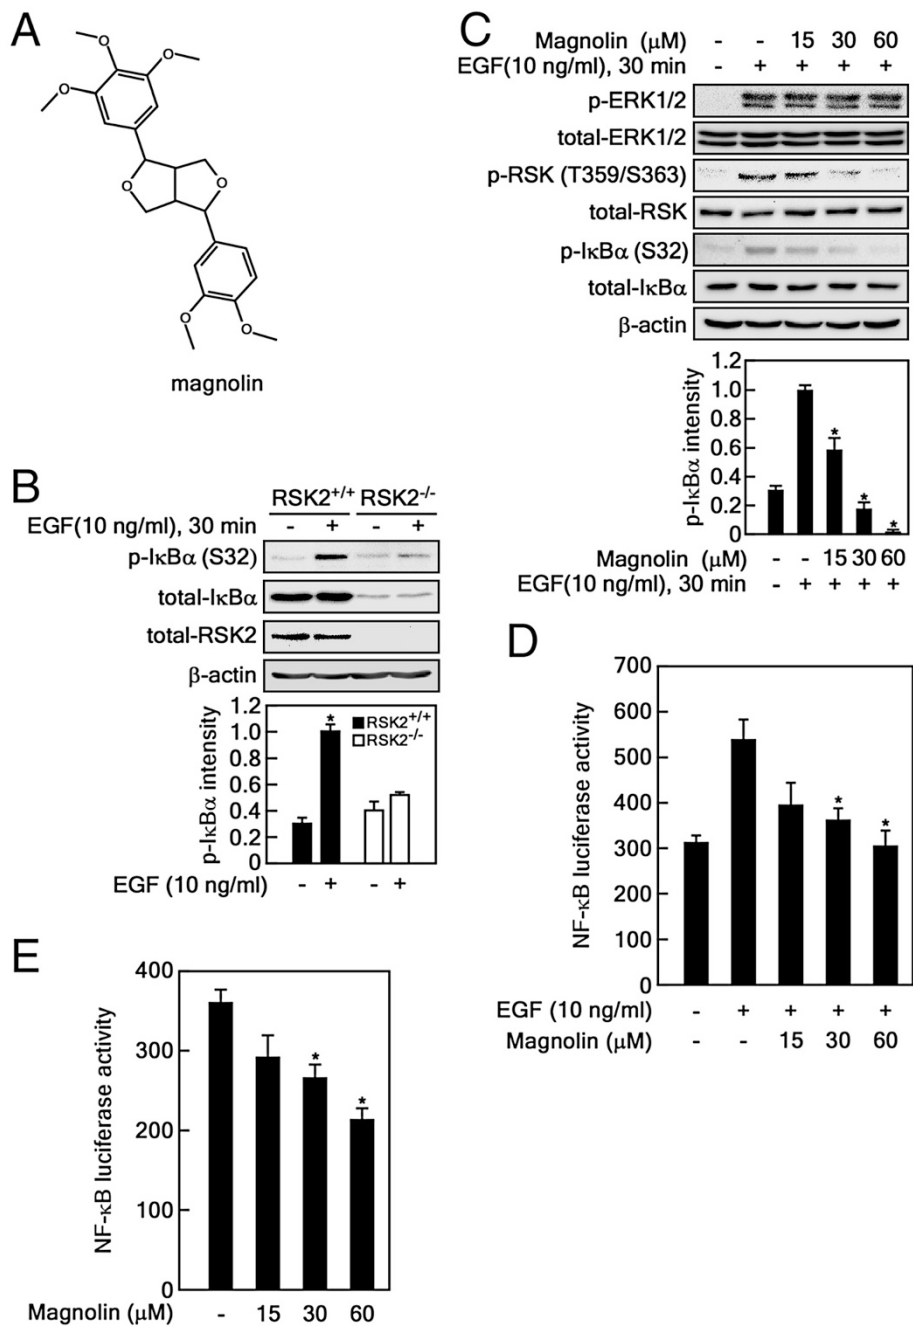 A
O
O
O
O
O
O
O
magnolin
B
RSK2+/+ RSK2-/-
EGF(10 ng/ml), 30 min - + - +
p-IκBα (S32)
total-IκBα
total-RSK2
β-actin
p-IκBα intensity
1.2
1.0
0.8
0.6
0.4
0.2
0
RSK2+/+
RSK2-/-
*
EGF (10 ng/ml) - + - +
C
Magnolin (μM) - - 15 30 60
EGF(10 ng/ml), 30 min - + + + +
p-ERK1/2
total-ERK1/2
p-RSK (T359/S363)
total-RSK
p-IκBα (S32)
total-IκBα
β-actin
p-IκBα intensity
1.2
1.0
0.8
0.6
0.4
0.2
0
* * *
Magnolin (μM) - - 15 30 60
EGF(10 ng/ml), 30 min - + + + +
D
NF-κB luciferase activity
700
600
500
400
300
200
100
0
* *
EGF (10 ng/ml) - + + + +
Magnolin (μM) - - 15 30 60
E
NF-κB luciferase activity
400
300
200
100
0
* *
Magnolin (μM) - 15 30 60